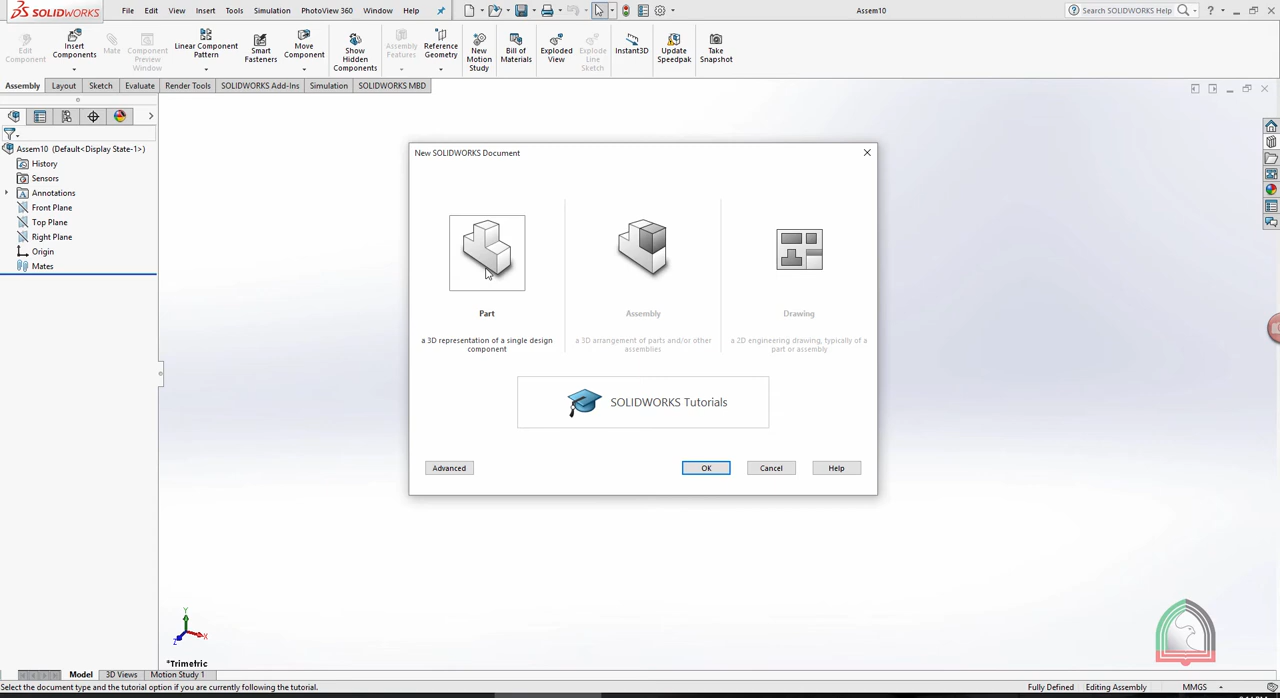 SOLIDWORKS
File Edit View Insert Tools Simulation PhotoView 360 Window Help
Assem10
Search SOLIDWORKS Help
Edit Component
Insert Components
Mate
Component Preview Window
Linear Component Pattern
Smart Fasteners
Move Component
Show Hidden Components
Assembly Features
Reference Geometry
New Motion Study
Bill of Materials
Exploded View
Explode Line Sketch
Instant3D
Update Speedpak
Take Snapshot
Assembly Layout Sketch Evaluate Render Tools SOLIDWORKS Add-Ins Simulation SOLIDWORKS MBD
Assem10 (Default<Display State-1>)
History
Sensors
Annotations
Front Plane
Top Plane
Right Plane
Origin
Mates
New SOLIDWORKS Document
Part
a 3D representation of a single design
component
Assembly
a 3D arrangement of parts and/or other
assemblies
Drawing
a 2D engineering drawing, typically of a
part or assembly
SOLIDWORKS Tutorials
Advanced OK Cancel Help
Y
X
Z
*Trimetric
Model 3D Views Motion Study 1
Select the document type and the tutorial option if you are currently following the tutorial.
Fully Defined Editing Assembly MMGS